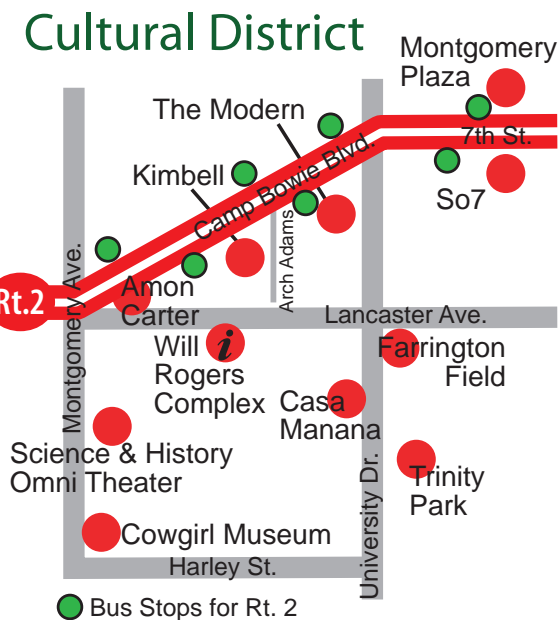 Cultural District
Montgomery
Plaza
The Modern
7th St.
Kimbell
Camp Bowie Blvd.
So7
Arch Adams
Montgomery Ave.
Rt.2
Amon
Carter
Lancaster Ave.
Will
Rogers
Complex
i
Farrington
Field
Casa
Manana
Science & History
Omni Theater
University Dr.
Trinity
Park
Cowgirl Museum
Harley St.
Bus Stops for Rt. 2